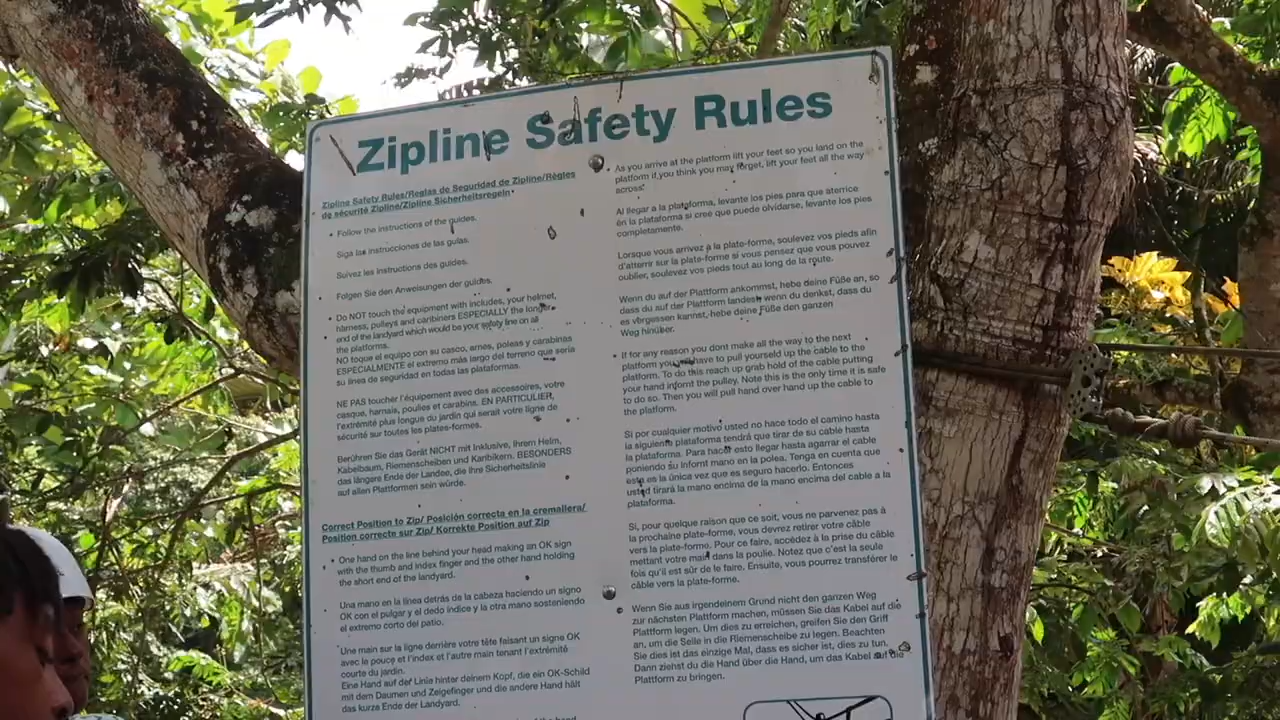 Zipline Safety Rules
Zipline Safety Rules/Reglas de Seguridad de Zipline/Règles
de sécurité Zipline/Zipline Sicherheitsregeln
• Follow the instructions of the guides.
Siga las instrucciones de las guías.
Suivez les instructions des guides.
Folgen Sie den Anweisungen der guides.
• Do NOT touch the equipment with includes, your helmet,
harness, pulleys and caribiners ESPECIALLY the longer
end of the landyard which would be your safety line on all
the platforms.
NO toque el equipo con su casco, arnes, poleas y carabinas
ESPECIALMENTE el extremo más largo del terreno que sería
su línea de seguridad en todas las plataformas.
NE PAS toucher l'équipement avec des accessoires, votre
casque, harnais, poulies et carabins. EN PARTICULIER,
l'extrémité plus longue du jardin qui serait votre ligne de
sécurité sur toutes les plates-formes.
Berühren Sie das Gerät NICHT mit Inklusive, Ihrem Helm,
Kabelbaum, Riemenscheiben und Karibikern. BESONDERS
das längere Ende der Landee, die Ihre Sicherheitslinie
auf allen Plattformen sein würde.
Correct Position to Zip/ Posición correcta en la cremallera/
Position correcte sur Zip/ Korrekte Position auf Zip
• One hand on the line behind your head making an OK sign
with the thumb and index finger and the other hand holding
the short end of the landyard.
Una mano en la línea detrás de la cabeza haciendo un signo
OK con el pulgar y el dedo índice y la otra mano sosteniendo
el extremo corto del patio.
Une main sur la ligne derrière votre tête faisant un signe OK
avec le pouce et l'index et l'autre main tenant l'extrémité
courte du jardin.
Eine Hand auf der Linie hinter deinem Kopf, die ein OK-Schild
mit dem Daumen und Zeigefinger und die andere Hand hält
das kurze Ende der Landyard.
of the hand
• As you arrive at the platform lift your feet so you land on the
platform if you think you may forget, lift your feet all the way
across.
Al llegar a la plataforma, levante los pies para que aterrice
en la plataforma si cree que puede olvidarse, levante los pies
completamente.
Lorsque vous arrivez à la plate-forme, soulevez vos pieds afin
d'atterrir sur la plate-forme si vous pensez que vous pouvez
oublier, soulevez vos pieds tout au long de la route.
Wenn du auf der Plattform ankommst, hebe deine Füße an, so
dass du auf der Plattform landest wenn du denkst, dass du
es vergessen kannst, hebe deine Füße den ganzen
Weg hinüber.
• If for any reason you dont make all the way to the next
platform you have to pull yourseld up the cable to the
platform. To do this reach up grab hold of the cable putting
your hand infornt the pulley. Note this is the only time it is safe
to do so. Then you will pull hand over hand up the cable to
the platform.
Si por cualquier motivo usted no hace todo el camino hasta
la siguiente plataforma tendrá que tirar de su cable hasta
la plataforma. Para hacer esto llegar hasta agarrar el cable
poniendo su infornt mano en la polea. Tenga en cuenta que
esta es la única vez que es seguro hacerlo. Entonces
usted tirará la mano encima de la mano encima del cable a la
plataforma.
Si, pour quelque raison que ce soit, vous ne parvenez pas à
la prochaine plate-forme, vous devrez retirer votre câble
vers la plate-forme. Pour ce faire, accédez à la prise du câble
mettant votre main dans la poulie. Notez que c'est la seule
fois qu'il est sûr de le faire. Ensuite, vous pourrez transférer le
câble vers la plate-forme.
Wenn Sie aus irgendeinem Grund nicht den ganzen Weg
zur nächsten Plattform machen, müssen Sie das Kabel auf die
Plattform legen. Um dies zu erreichen, greifen Sie den Griff
an, um die Seile in die Riemenscheibe zu legen. Beachten
Sie dies ist das einzige Mal, dass es sicher ist, dies zu tun.
Dann ziehst du die Hand über die Hand, um das Kabel auf die
Plattform zu bringen.